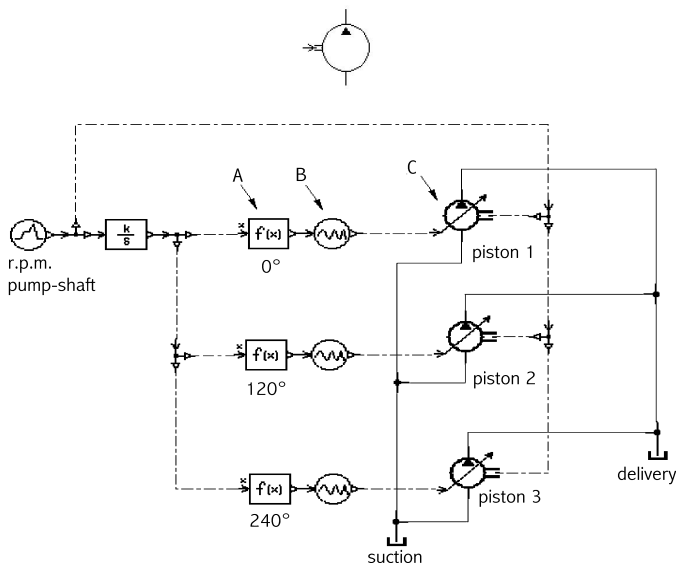 A
B
C
k
s
x
f(x)
0°
r.p.m.
pump-shaft
piston 1
x
f(x)
120°
piston 2
x
f(x)
240°
piston 3
delivery
suction